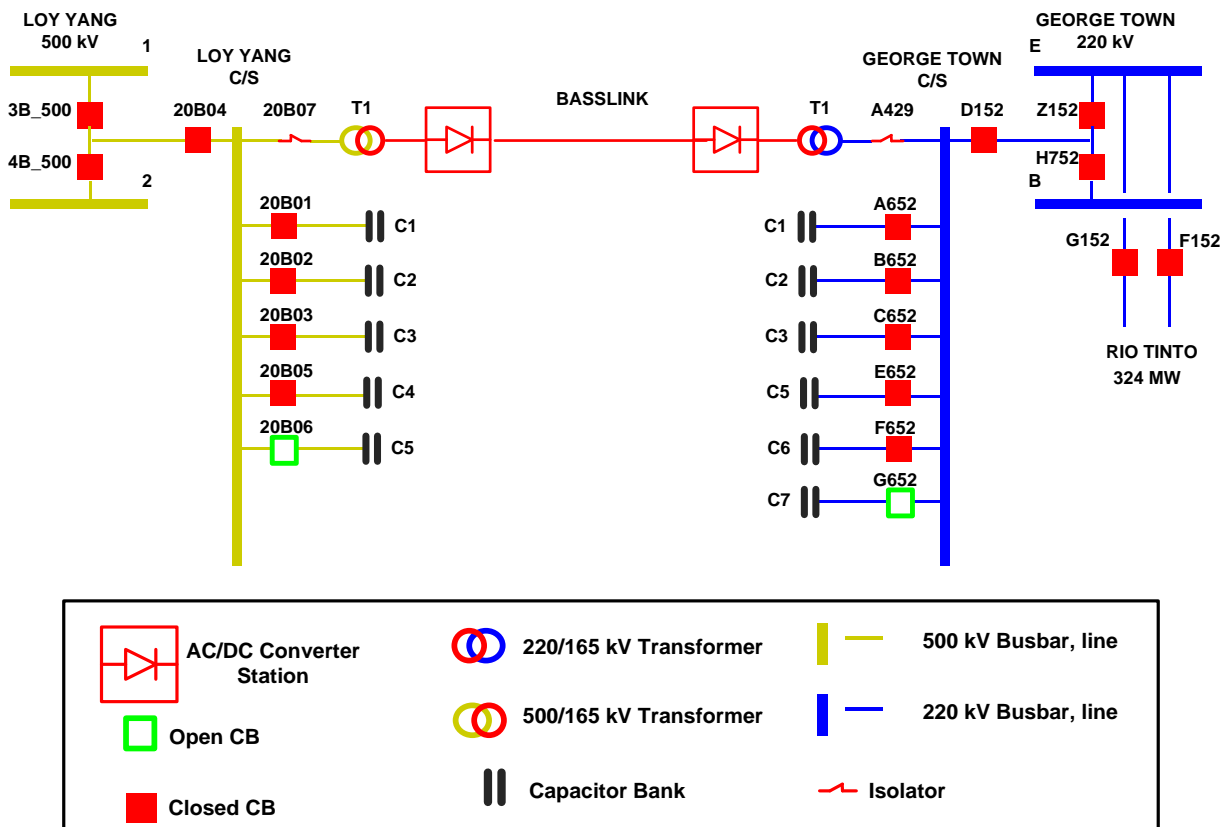 LOY YANG
500 kV
1
LOY YANG
C/S
GEORGE TOWN
C/S
GEORGE TOWN
E
220 kV
3B_500
20B04
20B07
T1
BASSLINK
T1
A429
D152
Z152
4B_500
H752
2
B
20B01
C1
C1
A652
G152
F152
20B02
C2
C2
B652
20B03
C3
C3
C652
RIO TINTO
324 MW
20B05
C4
C5
E652
20B06
C5
C6
F652
C7
G652
AC/DC Converter
Station
220/165 kV Transformer
500 kV Busbar, line
Open CB
500/165 kV Transformer
220 kV Busbar, line
Closed CB
Capacitor Bank
Isolator